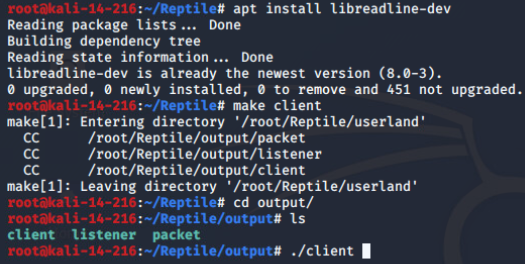 root@kali-14-216:~/Reptile# apt install libreadline-dev
Reading package lists... Done
Building dependency tree
Reading state information... Done
libreadline-dev is already the newest version (8.0-3).
0 upgraded, 0 newly installed, 0 to remove and 451 not upgraded.
root@kali-14-216:~/Reptile# make client
make[1]: Entering directory '/root/Reptile/userland'
  CC      /root/Reptile/output/packet
  CC      /root/Reptile/output/listener
  CC      /root/Reptile/output/client
make[1]: Leaving directory '/root/Reptile/userland'
root@kali-14-216:~/Reptile# cd output/
root@kali-14-216:~/Reptile/output# ls
client  listener  packet
root@kali-14-216:~/Reptile/output# ./client